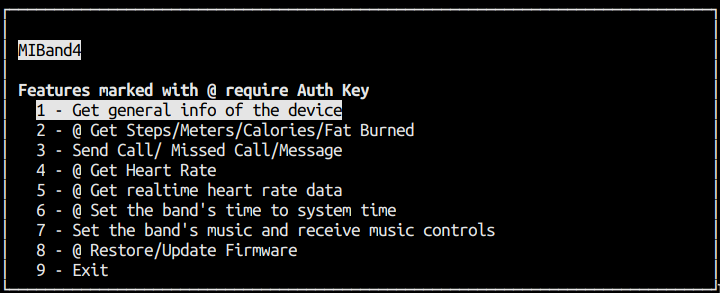 MIBand4
Features marked with @ require Auth Key
1 - Get general info of the device
2 - @ Get Steps/Meters/Calories/Fat Burned
3 - Send Call/ Missed Call/Message
4 - @ Get Heart Rate
5 - @ Get realtime heart rate data
6 - @ Set the band's time to system time
7 - Set the band's music and receive music controls
8 - @ Restore/Update Firmware
9 - Exit